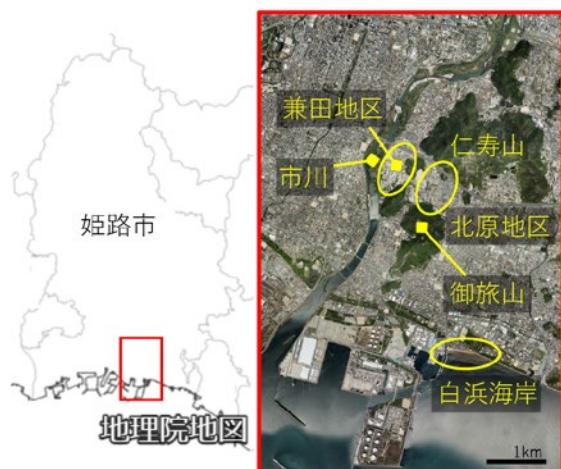 姫路市
地理院地図
兼田地区
仁寿山
市川
北原地区
御旅山
白浜海岸
1km